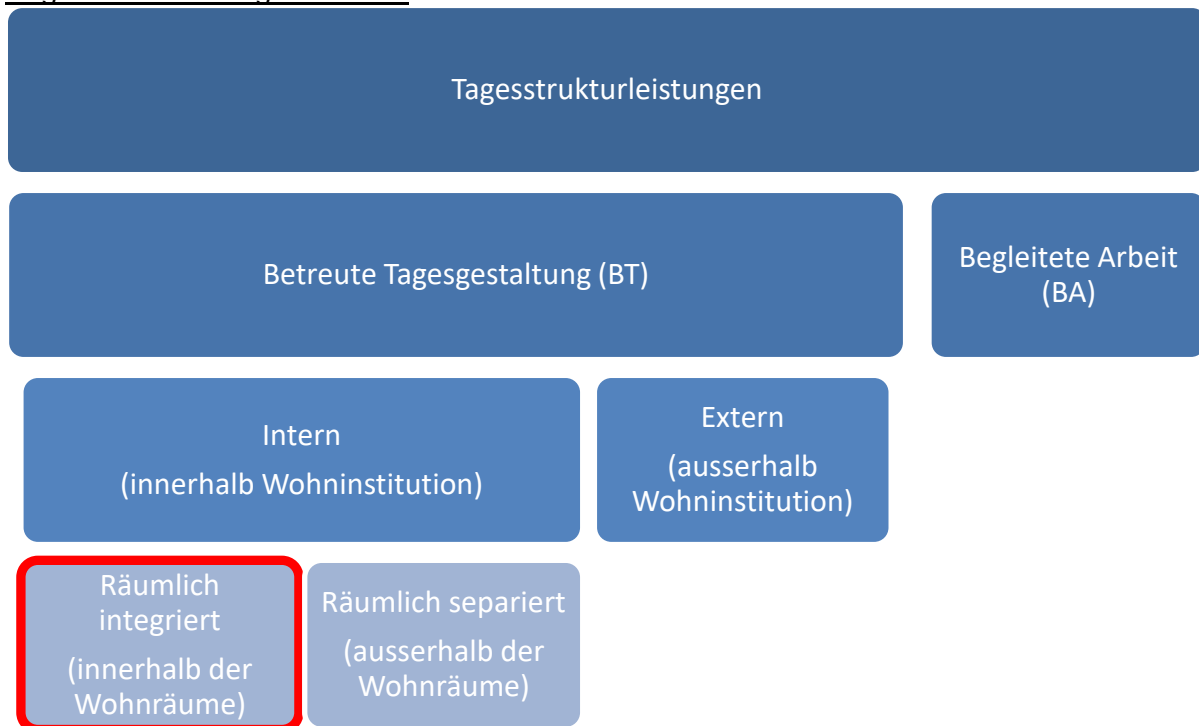 Tagesstrukturleistungen
Betreute Tagesgestaltung (BT)
Begleitete Arbeit
(BA)
Intern
(innerhalb Wohninstitution)
Extern
(ausserhalb
Wohninstitution)
Räumlich
integriert
(innerhalb der
Wohnräume)
Räumlich separiert
(ausserhalb der
Wohnräume)